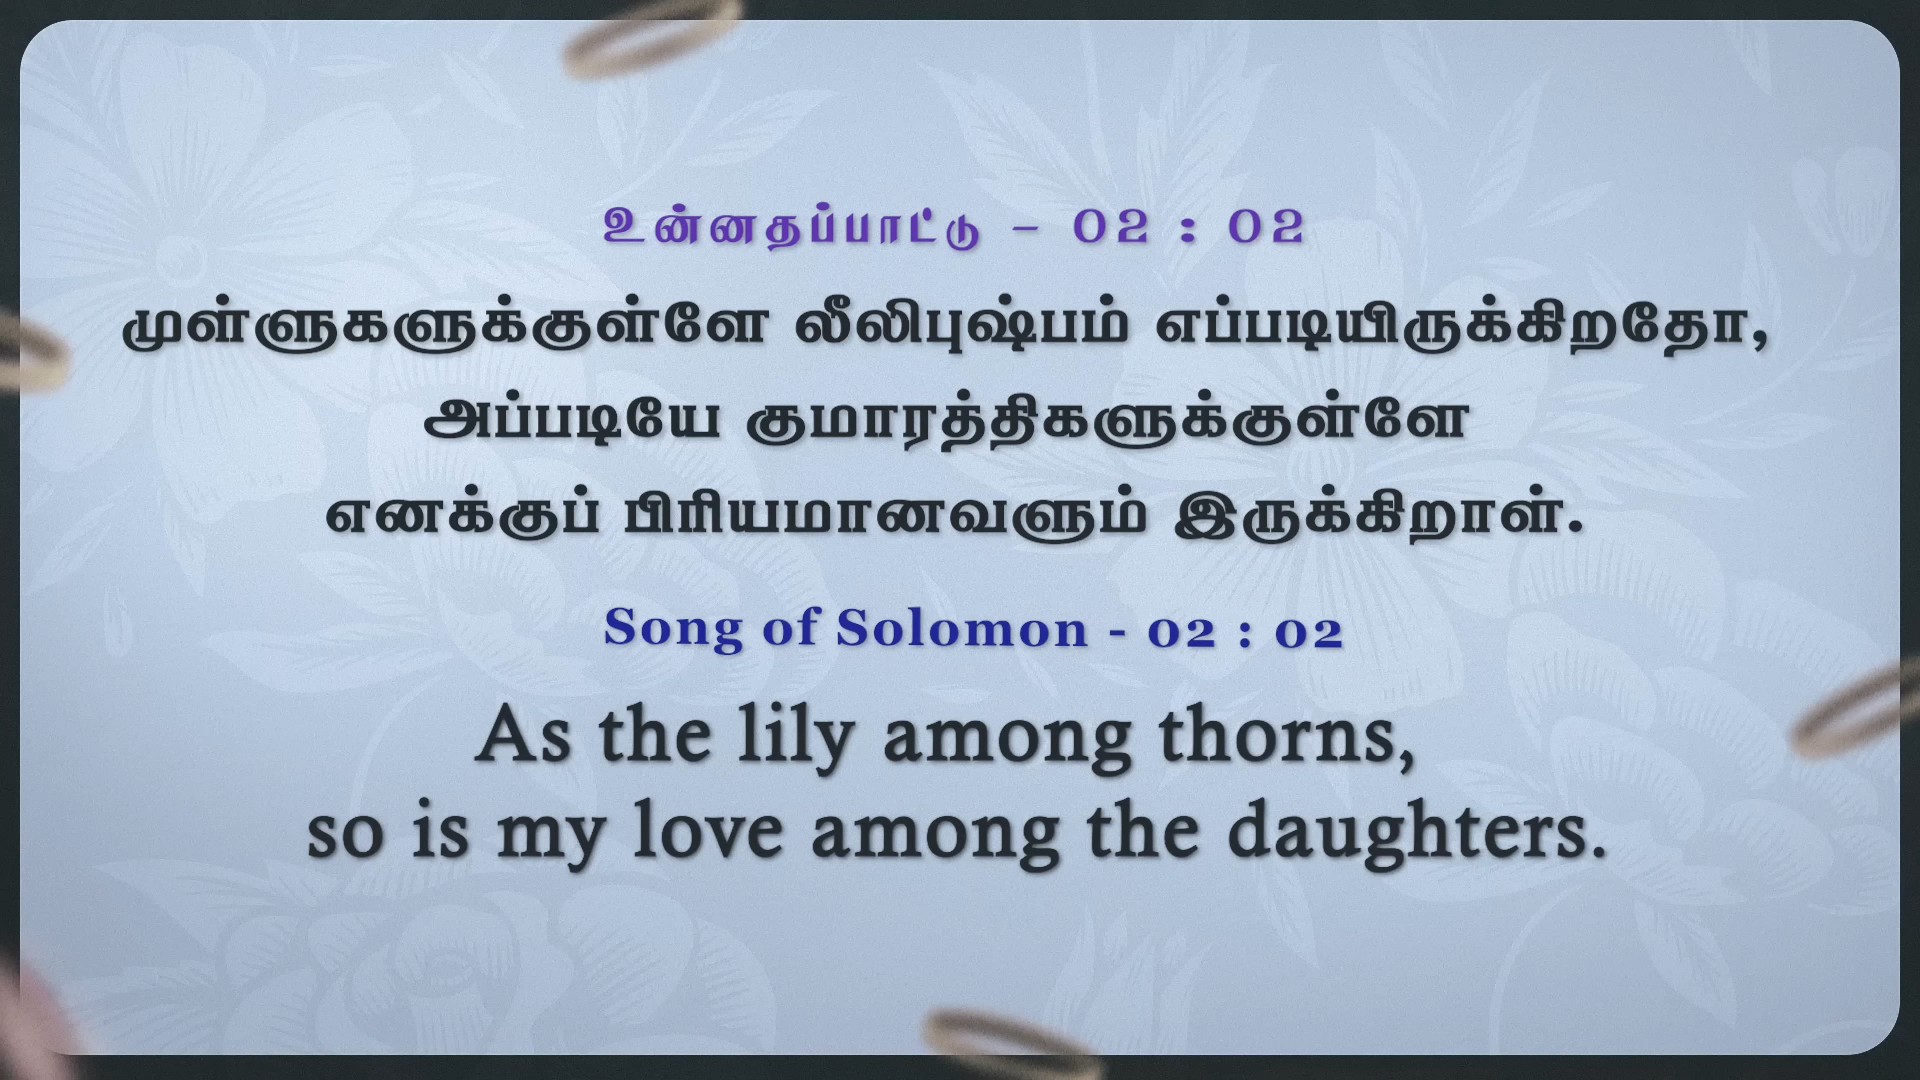 உன்னதப்பாட்டு - 02 : 02
முள்ளுகளுக்குள்ளே லீலிபுஷ்பம் எப்படியிருக்கிறதோ,
அப்படியே குமாரத்திகளுக்குள்ளே
எனக்குப் பிரியமானவளும் இருக்கிறாள்.
Song of Solomon - 02 : 02
As the lily among thorns,
so is my love among the daughters.